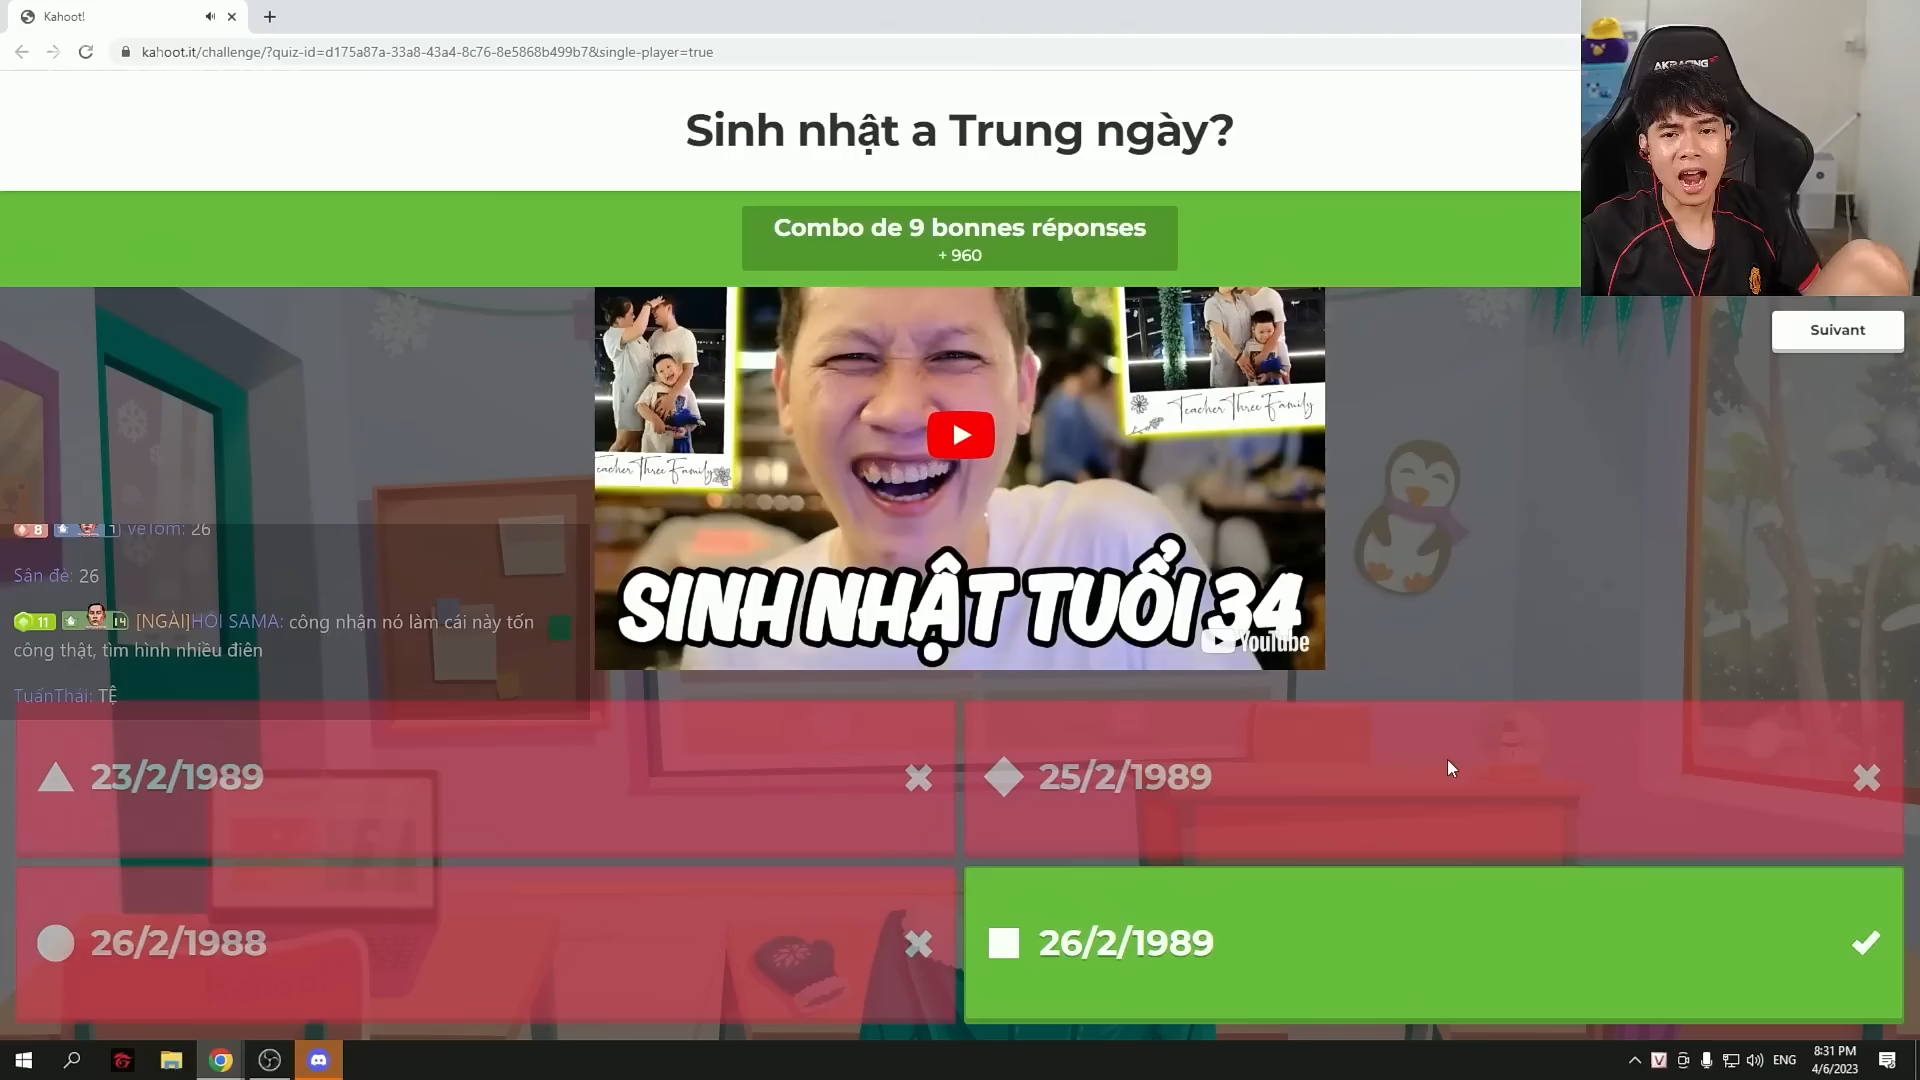 Kahoot!
kahoot.it/challenge/?quiz-id=d175a87a-33a8-43a4-8c76-8e5868b499b7&single-player=true
AKRACING
Sinh nhật a Trung ngày?
Combo de 9 bonnes réponses
+ 960
Suivant
Teacher Three Family
Teacher Three Family
SINH NHẬT TUỔI 34
YouTube
8 1 veTom: 26
Sân đẻ: 26
11 14 [NGÀI]HỒI SAMA: công nhận nó làm cái này tốn
công thật, tìm hình nhiều điên
TuấnThái: TỆ
23/2/1989
25/2/1989
26/2/1988
26/2/1989
ENG
8:31 PM
4/6/2023